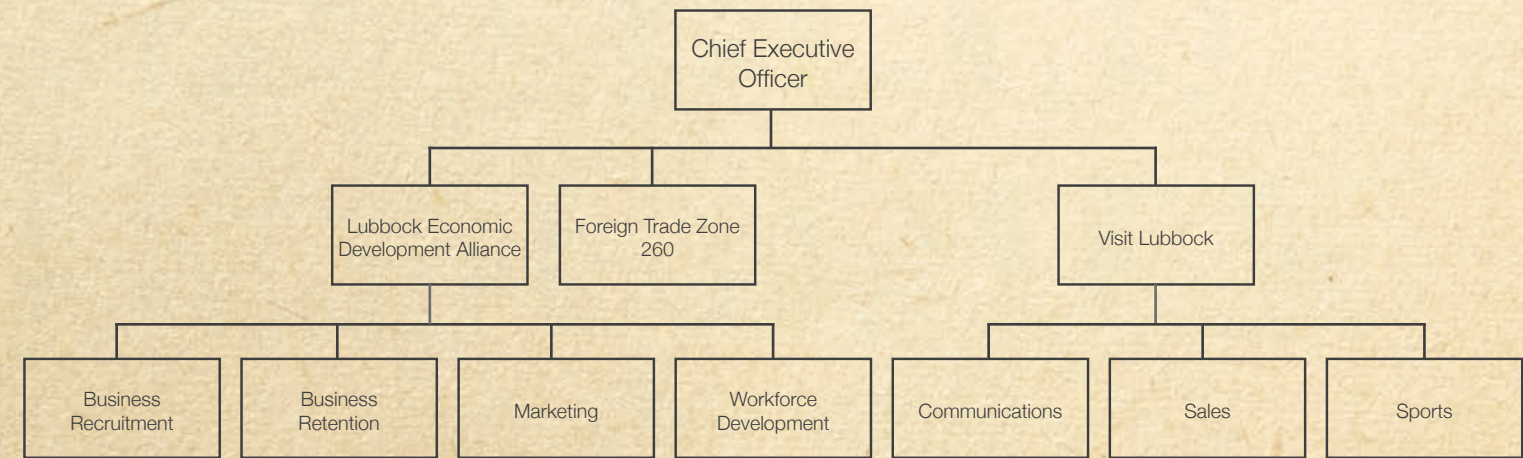 Chief Executive
Officer
Lubbock Economic
Development Alliance
Foreign Trade Zone
260
Visit Lubbock
Business
Recruitment
Business
Retention
Marketing
Workforce
Development
Communications
Sales
Sports